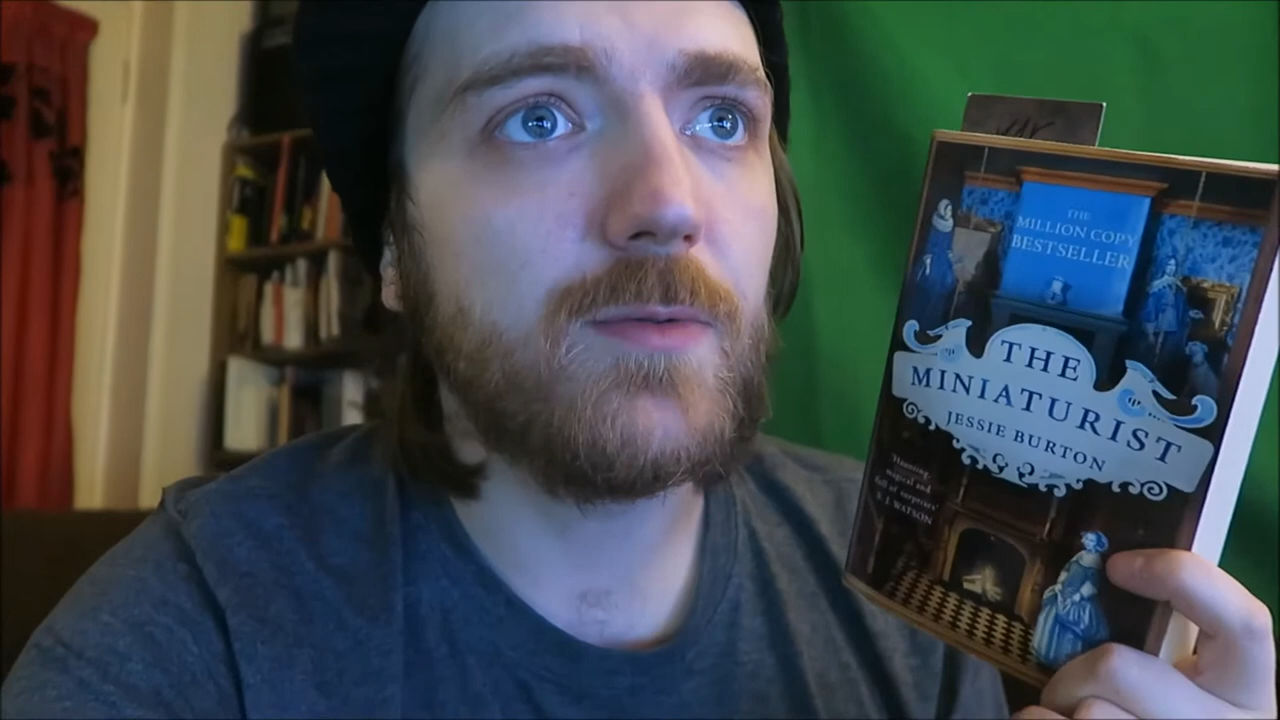 THE
MILLION COPY
BESTSELLER
THE
MINIATURIST
JESSIE BURTON
'Haunting,
magical and
full of surprises'
S. J. WATSON